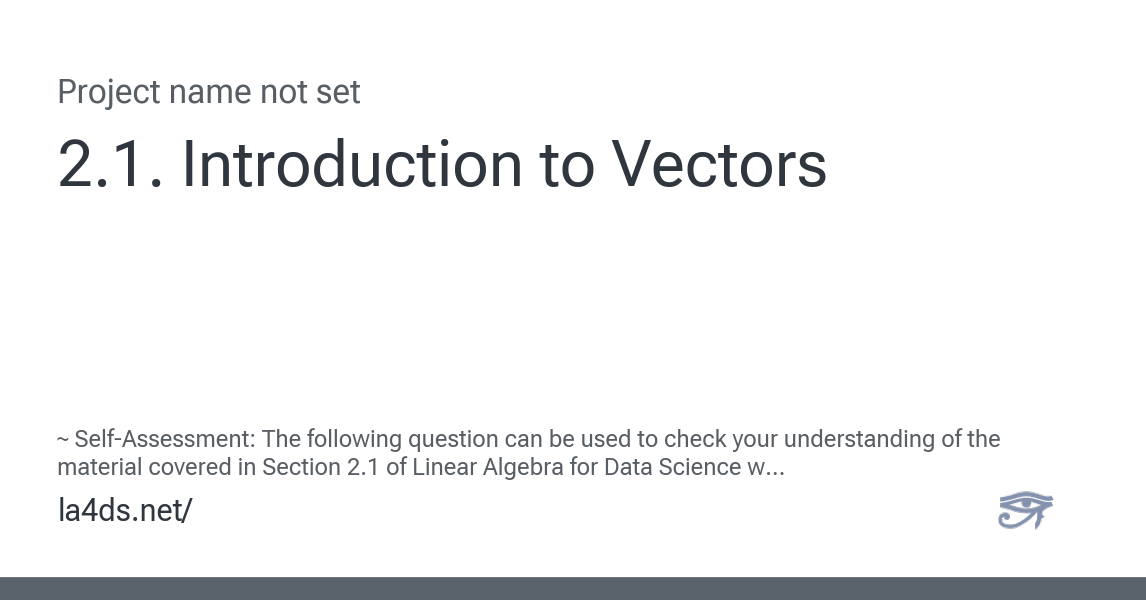 Project name not set
2.1. Introduction to Vectors
~ Self-Assessment: The following question can be used to check your understanding of the
material covered in Section 2.1 of Linear Algebra for Data Science w...
la4ds.net/